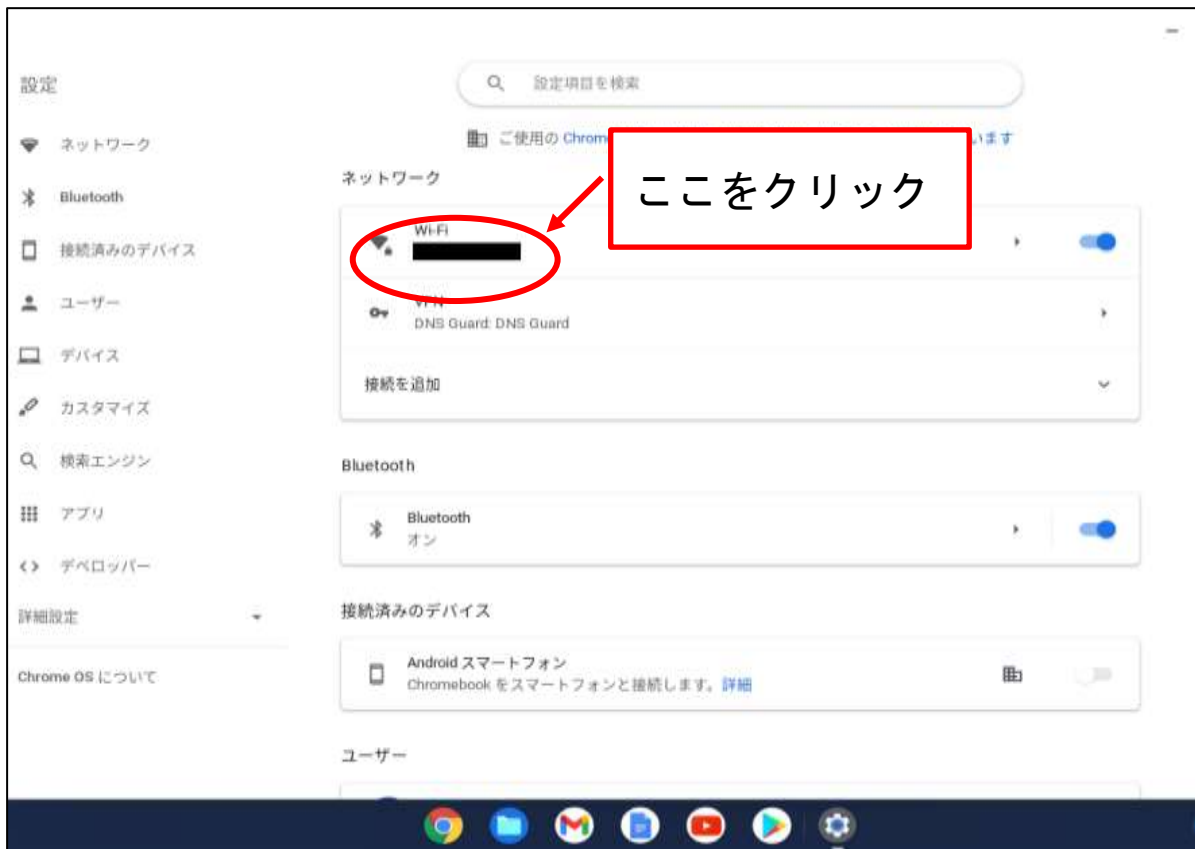 設定
設定項目を検索
ネットワーク
Bluetooth
接続済みのデバイス
ユーザー
デバイス
カスタマイズ
検索エンジン
アプリ
デベロッパー
詳細設定
Chrome OS について
ご使用の Chrom
います
ここをクリック
ネットワーク
Wi-Fi
VPN
DNS Guard: DNS Guard
接続を追加
Bluetooth
Bluetooth
オン
接続済みのデバイス
Android スマートフォン
Chromebook をスマートフォンと接続します。詳細
ユーザー